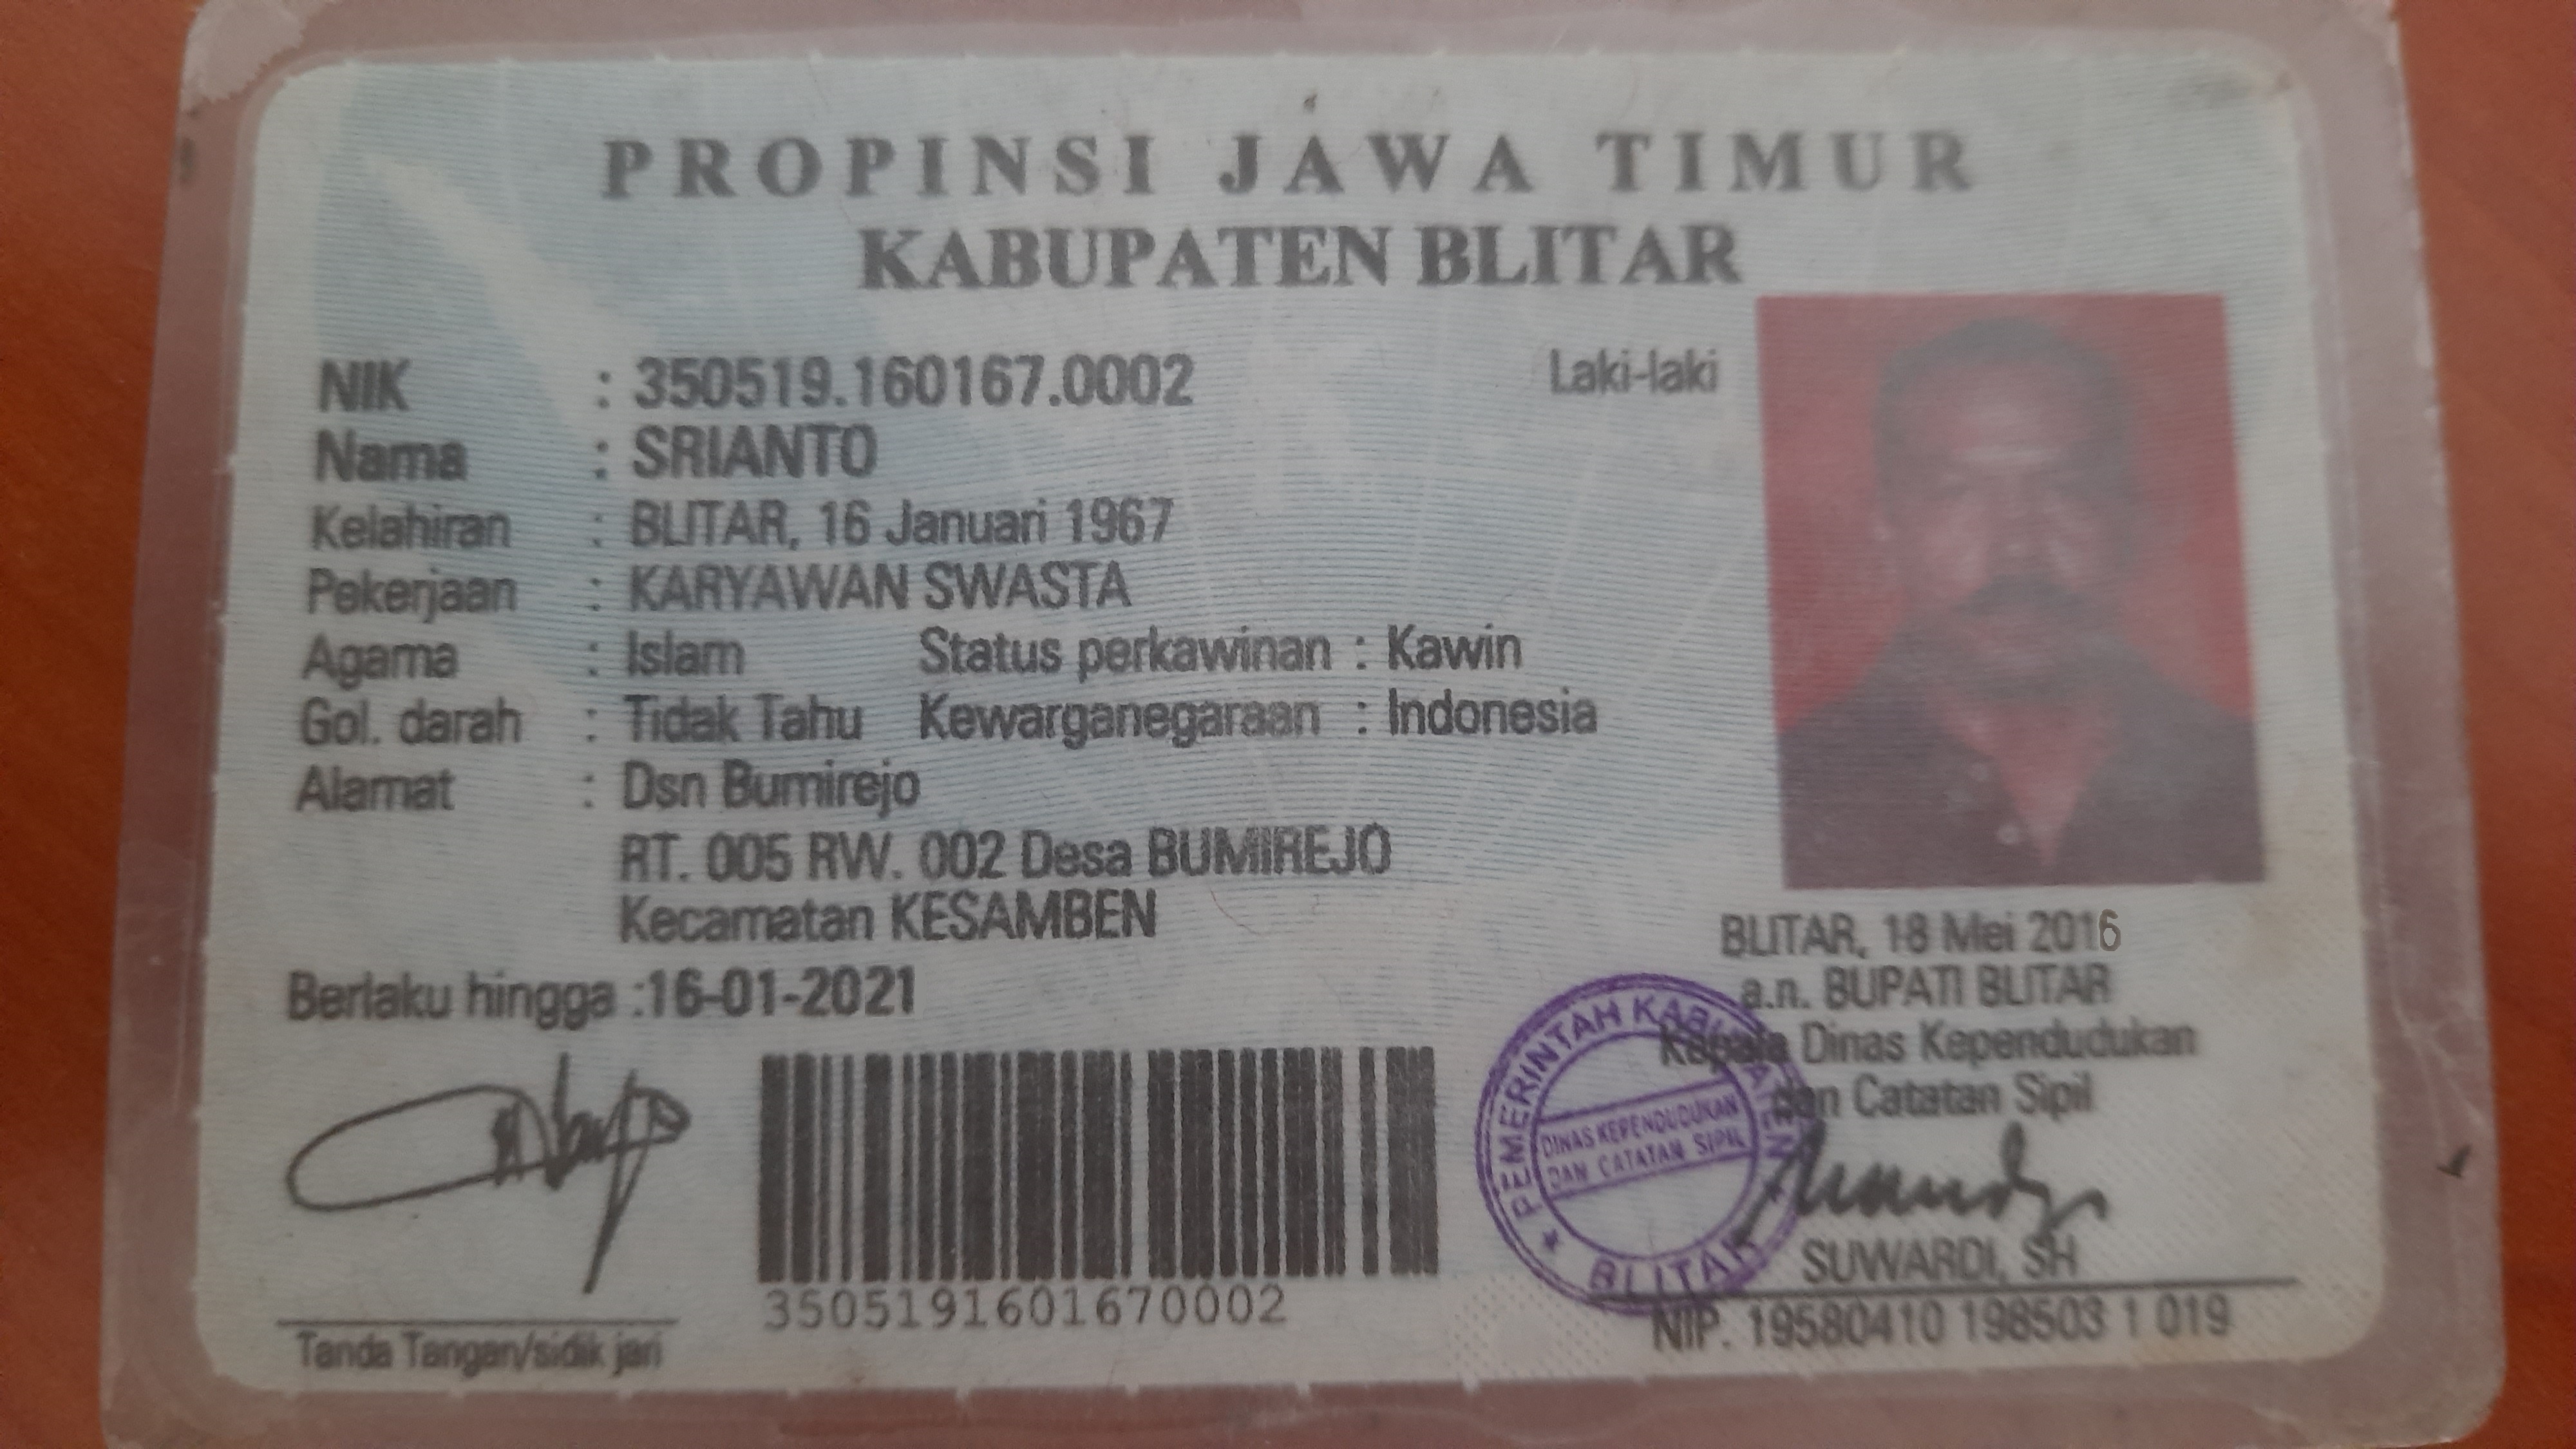 PROPINSI JAWA TIMUR
KABUPATEN BLITAR
NIK : 350519.160167.0002 Laki-laki
Nama : SRIANTO
Kelahiran : BLITAR, 16 Januari 1967
Pekerjaan : KARYAWAN SWASTA
Agama : Islam Status perkawinan : Kawin
Gol. darah : Tidak Tahu Kewarganegaraan : Indonesia
Alamat : Dsn Bumirejo
RT. 005 RW. 002 Desa BUMIREJO
Kecamatan KESAMBEN
Berlaku hingga :16-01-2021
Tanda Tangan/sidik jari
3505191601670002
BLITAR, 18 Mei 2016
a.n. BUPATI BLITAR
Kepala Dinas Kependudukan
dan Catatan Sipil
PEMERINTAH KABUPATEN
DINAS KEPENDUDUKAN
DAN CATATAN SIPIL
BLITAR
SUWARDI, SH
NIP. 19580410 198503 1 019